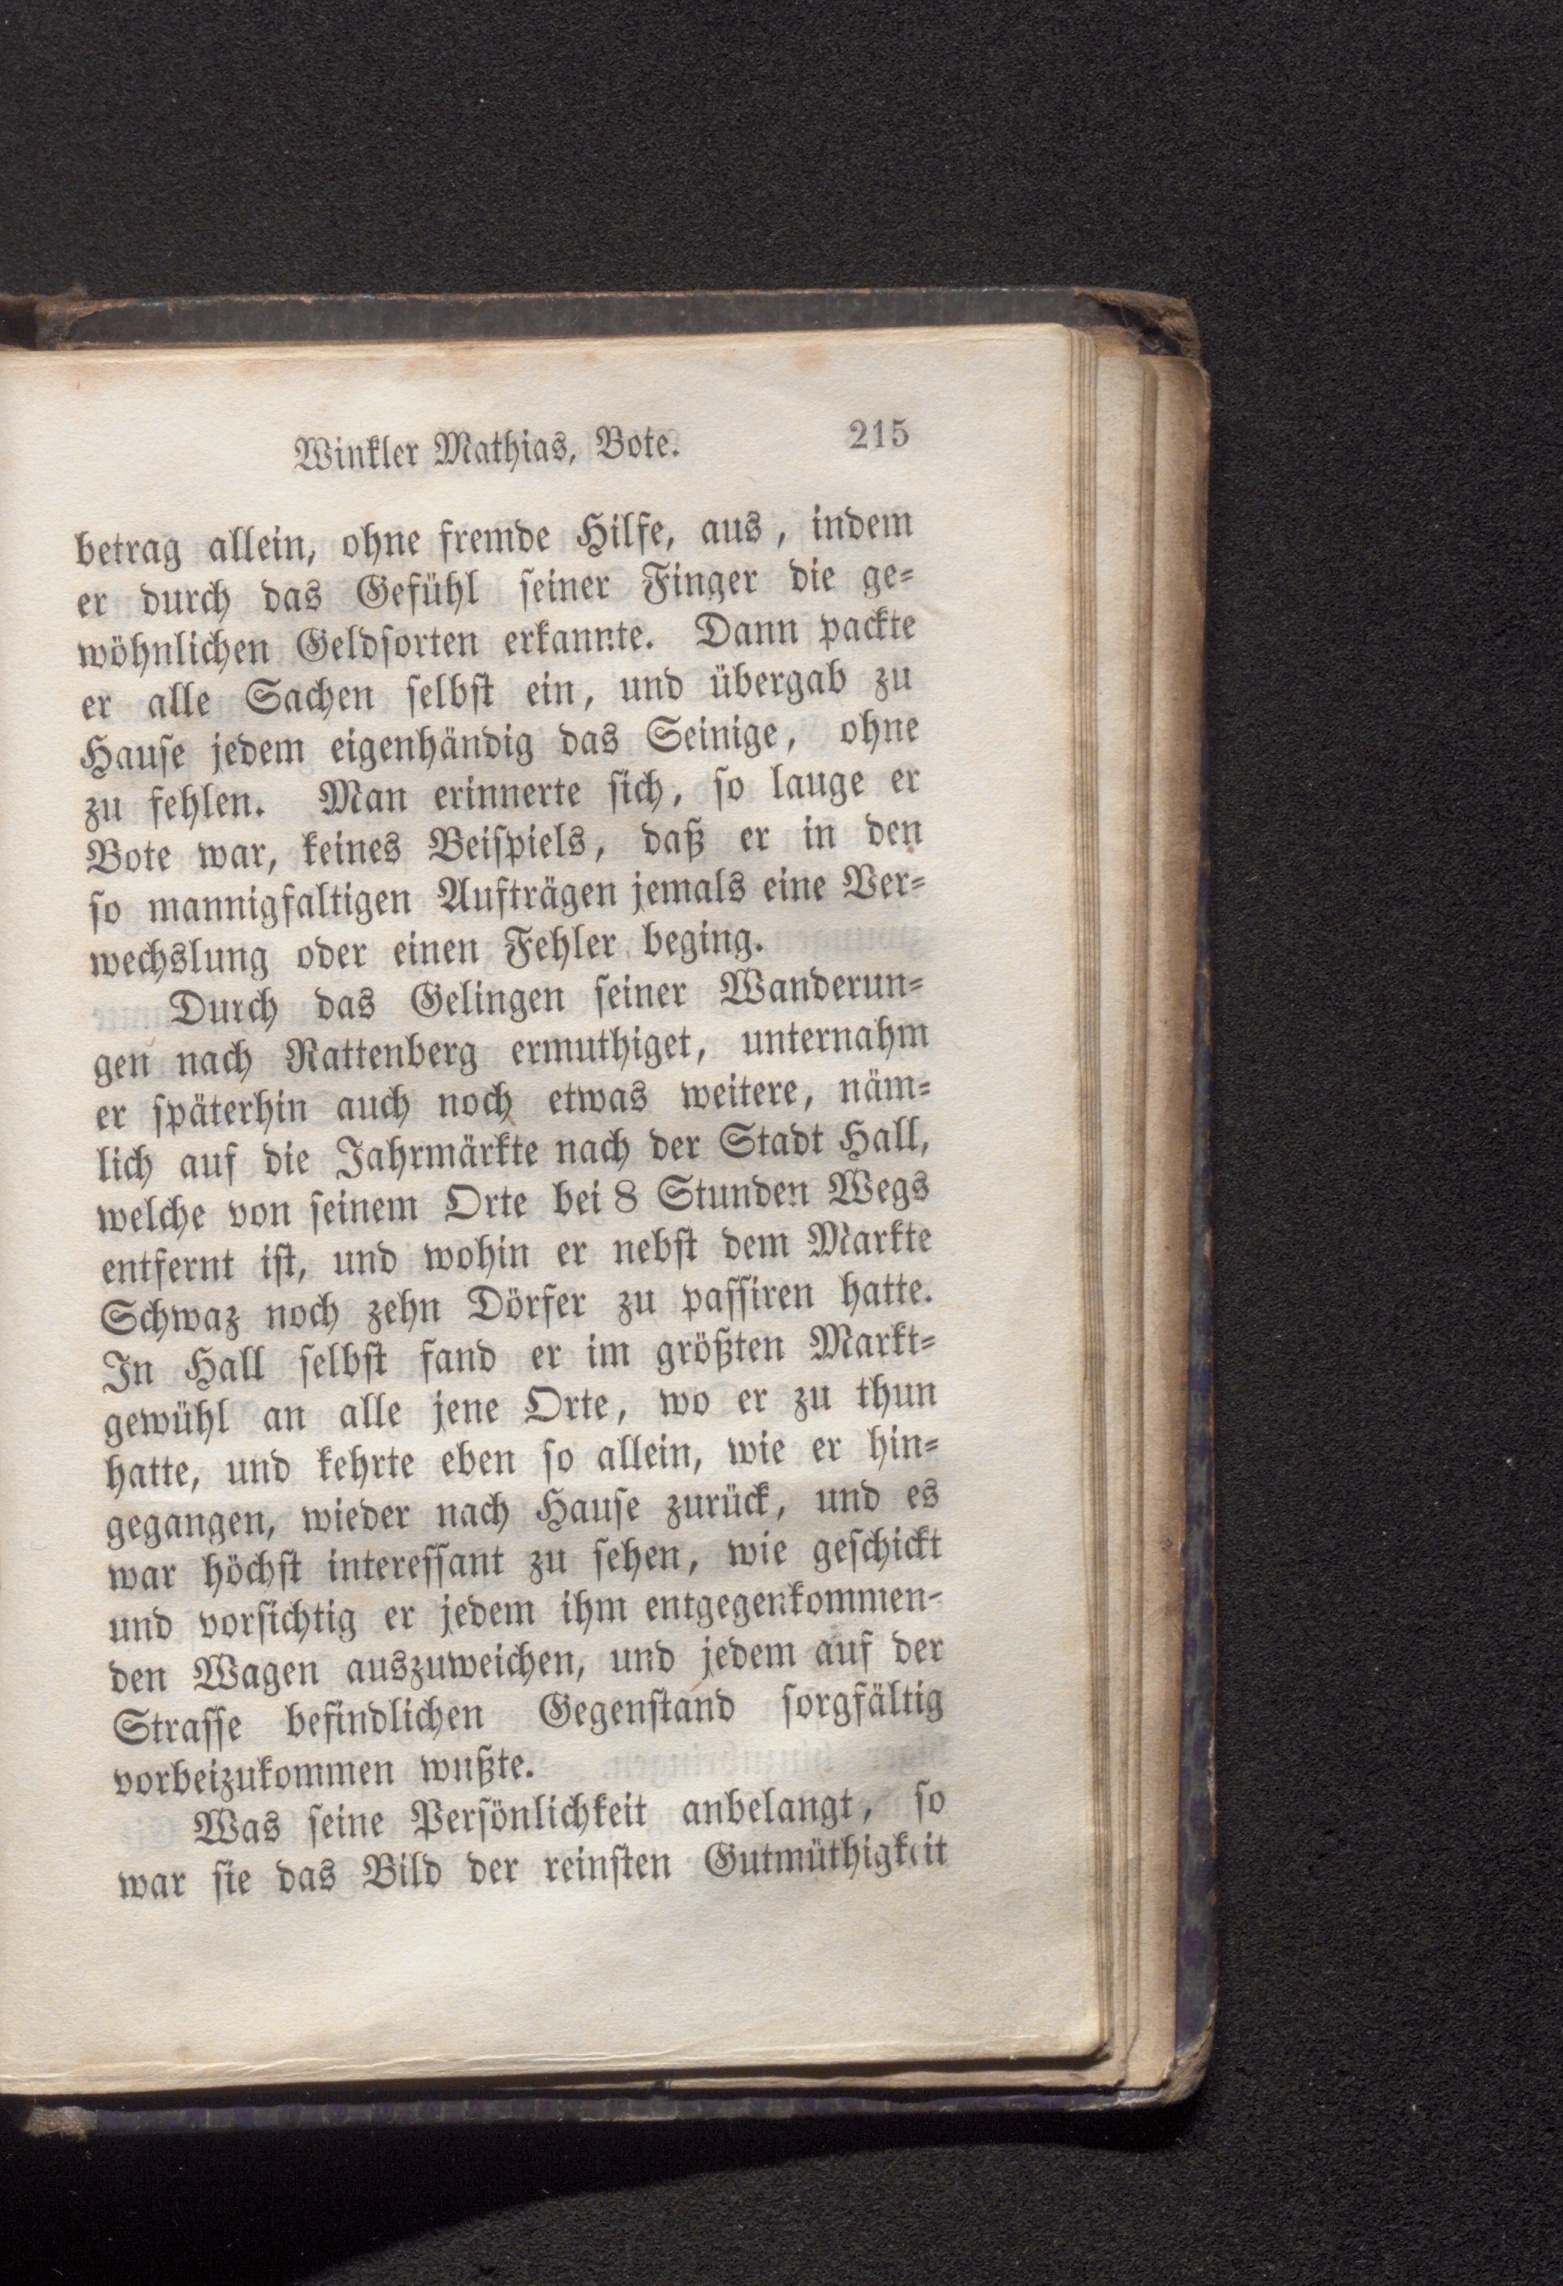 Winkler Mathias, Bote. 215
betrag allein, ohne fremde Hilfe, aus, indem
er durch das Gefühl ſeiner Finger die ge⸗
wöhnlichen Geldſorten erkannte. Dann packte
er alle Sachen ſelbſt ein, und übergab zu
Hauſe jedem eigenhändig das Seinige, ohne
zu fehlen. Man erinnerte ſich, ſo lauge er
Bote war, keines Beiſpiels, daß er in den
ſo mannigfaltigen Aufträgen jemals eine Ver⸗
wechslung oder einen Fehler beging.
Durch das Gelingen ſeiner Wanderun⸗
gen nach Rattenberg ermuthiget, unternahm
er ſpäterhin auch noch etwas weitere, näm⸗
lich auf die Jahrmärkte nach der Stadt Hall,
welche von ſeinem Orte bei 8 Stunden Wegs
entfernt iſt, und wohin er nebſt dem Markte
Schwaz noch zehn Dörfer zu paſſiren hatte.
In Hall ſelbſt fand er im größten Markt⸗
gewühl an alle jene Orte, wo er zu thun
hatte, und kehrte eben ſo allein, wie er hin⸗
gegangen, wieder nach Hauſe zurück, und es
war höchſt intereſſant zu ſehen, wie geſchickt
und vorſichtig er jedem ihm entgegenkommen⸗
den Wagen auszuweichen, und jedem auf der
Straſſe befindlichen Gegenſtand ſorgfältig
vorbeizukommen wußte.
Was ſeine Perſönlichkeit anbelangt, ſo
war ſie das Bild der reinſten Gutmüthigkeit